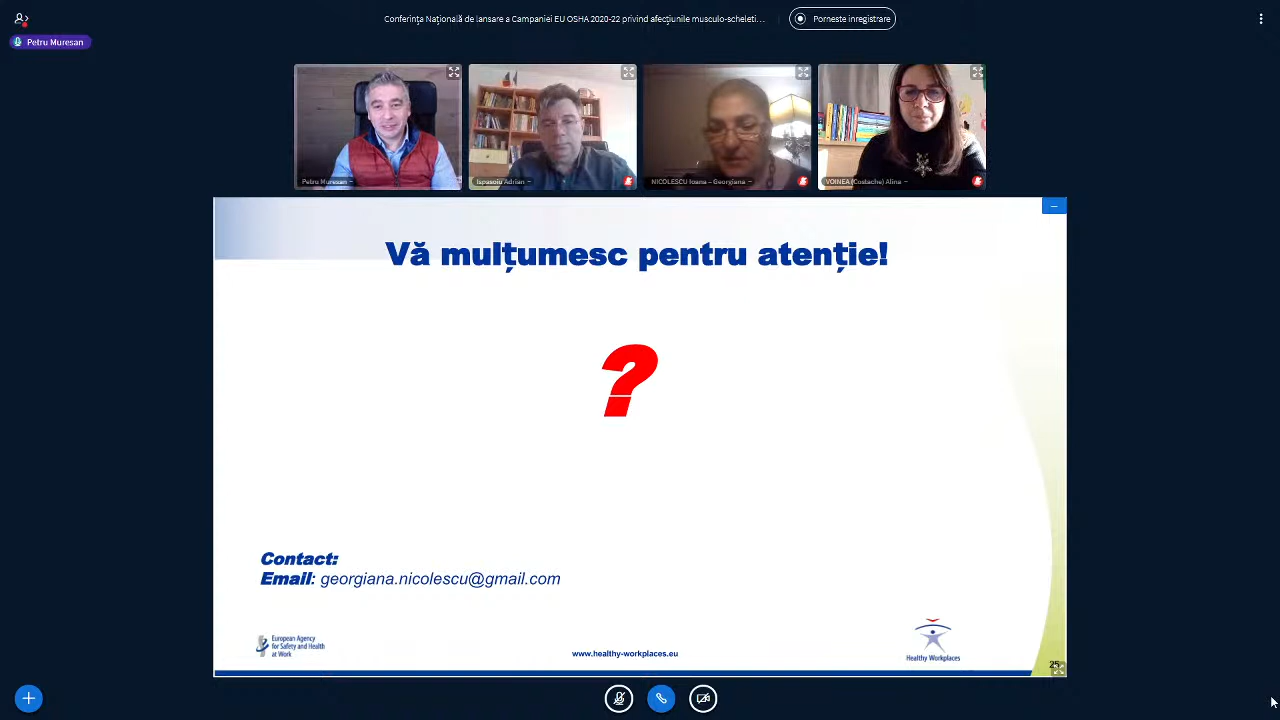 Conferința Națională de lansare a Campaniei EU OSHA 2020-22 privind afecțiunile musculo-scheleti...
Porneste inregistrare
Petru Muresan
Petru Muresan
Ispasoiu Adrian
NICOLESCU Ioana - Georgiana
VOINEA (Costache) Alina
Vă mulțumesc pentru atenție!
?
Contact:
Email: georgiana.nicolescu@gmail.com
European Agency
for Safety and Health
at Work
www.healthy-workplaces.eu
Healthy Workplaces
25